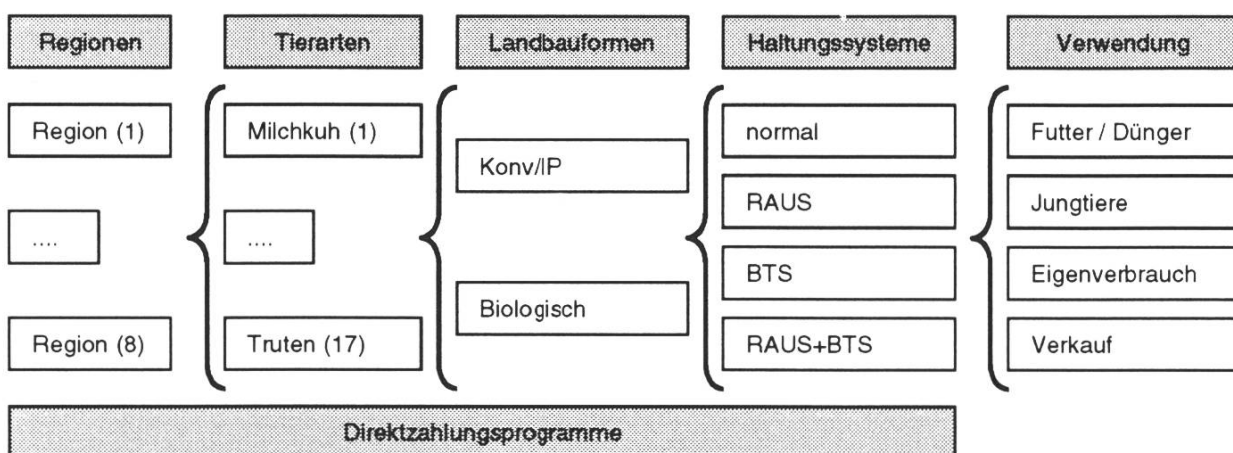 Regionen
Tierarten
Landbauformen
Haltungssysteme
Verwendung
Region (1)
....
Region (8)
Milchkuh (1)
....
Truten (17)
Konv/IP
Biologisch
normal
RAUS
BTS
RAUS+BTS
Futter / Dünger
Jungtiere
Eigenverbrauch
Verkauf
Direktzahlungsprogramme